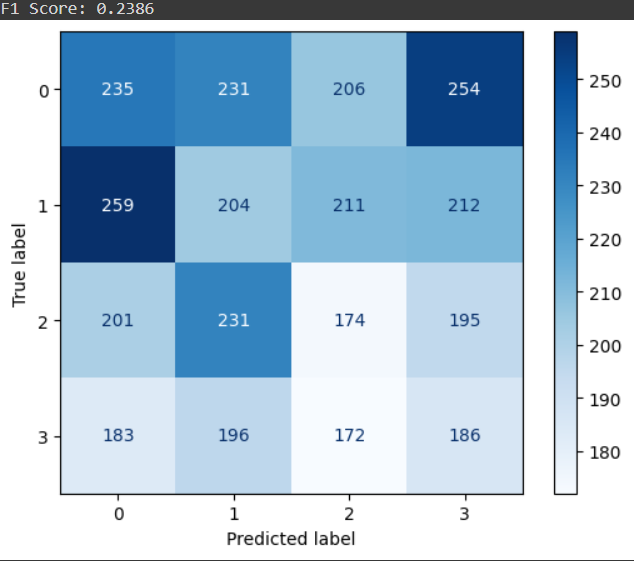 F1 Score: 0.2386
0 235 231 206 254
1 259 204 211 212
2 201 231 174 195
3 183 196 172 186
0 1 2 3
True label
Predicted label
250
240
230
220
210
200
190
180